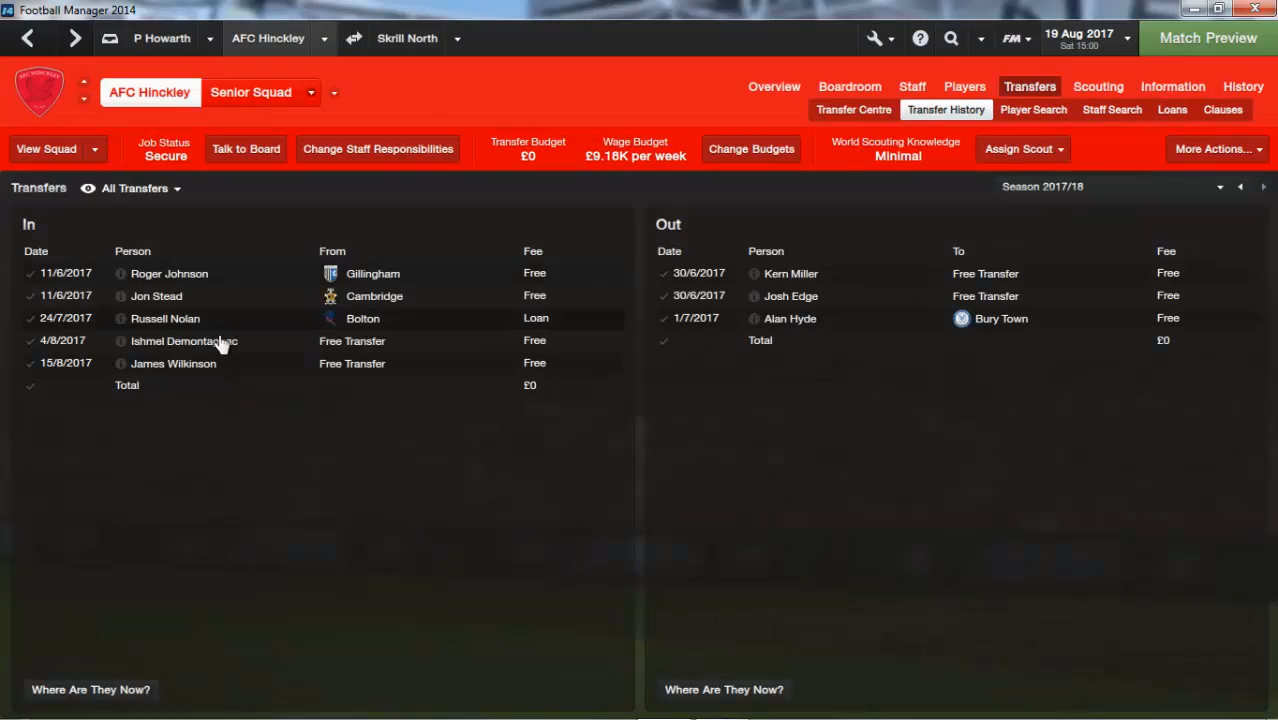 Football Manager 2014
P Howarth AFC Hinckley Skrill North FM 19 Aug 2017 Sat 15:00 Match Preview
AFC Hinckley Senior Squad
Overview Boardroom Staff Players Transfers Scouting Information History
Transfer Centre Transfer History Player Search Staff Search Loans Clauses
View Squad Job Status Secure Talk to Board Change Staff Responsibilities Transfer Budget £0 Wage Budget £9.18K per week Change Budgets World Scouting Knowledge Minimal Assign Scout More Actions...
Transfers All Transfers Season 2017/18
In
Date Person From Fee
11/6/2017 Roger Johnson Gillingham Free
11/6/2017 Jon Stead Cambridge Free
24/7/2017 Russell Nolan Bolton Loan
4/8/2017 Ishmel Free Transfer Free
15/8/2017 James Wilkinson Free Transfer Free
Total £0
Where Are They Now?
Out
Date Person To Fee
30/6/2017 Kern Miller Free Transfer Free
30/6/2017 Josh Edge Free Transfer Free
1/7/2017 Alan Hyde Bury Town Free
Total £0
Where Are They Now?